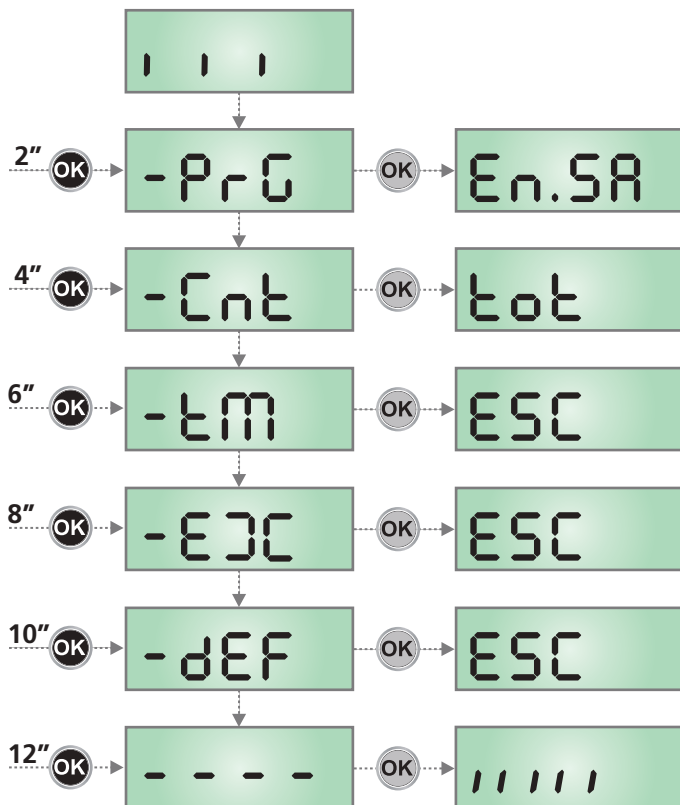 ı ı ı
2” OK -PrG OK En.SA
4” OK -Cnt OK tot
6” OK -tM OK ESC
8” OK -EƆC OK ESC
10” OK -dEF OK ESC
12” OK - - - - OK ı ı ı ı ı